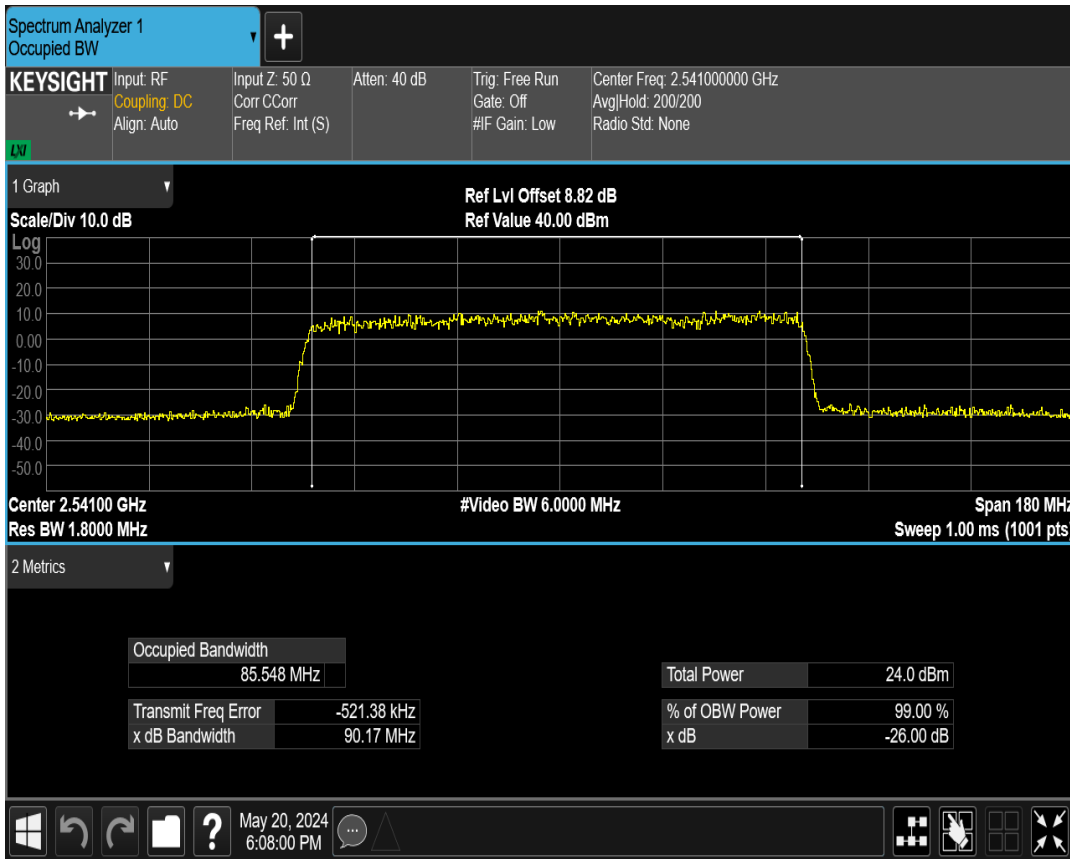 Spectrum Analyzer 1
Occupied BW
+
KEYSIGHT
LXI
Input: RF
Coupling: DC
Align: Auto
Input Z: 50 Ω
Corr CCorr
Freq Ref: Int (S)
Atten: 40 dB
Trig: Free Run
Gate: Off
#IF Gain: Low
Center Freq: 2.541000000 GHz
Avg|Hold: 200/200
Radio Std: None
1 Graph
Scale/Div 10.0 dB
Ref Lvl Offset 8.82 dB
Ref Value 40.00 dBm
Log
30.0
20.0
10.0
0.00
-10.0
-20.0
-30.0
-40.0
-50.0
Center 2.54100 GHz
#Video BW 6.0000 MHz
Span 180 MHz
Res BW 1.8000 MHz
Sweep 1.00 ms (1001 pts)
2 Metrics
Occupied Bandwidth
85.548 MHz
Total Power 24.0 dBm
Transmit Freq Error -521.38 kHz
% of OBW Power 99.00 %
x dB Bandwidth 90.17 MHz
x dB -26.00 dB
?
May 20, 2024
6:08:00 PM